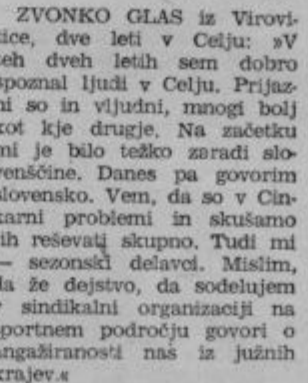 ZVONKO GLAS iz Virovi-
tice, dve leti v Celju: »V
teh dveh letih sem dobro
spoznal ljudi v Celju. Prijaz-
ni so in vljudni, mnogi bolj
kot kje drugje. Na začetku
mi je bilo težko zaradi slo-
venščine. Danes pa govorim
slovensko. Vem, da so v Cin-
karni problemi in skušamo
jih reševati skupno. Tudi mi
— sezonski delavci. Mislim,
da že dejstvo, da sodelujem
v sindikalni organizaciji na
športnem področju govori o
angažiranosti nas iz južnih
krajev.«